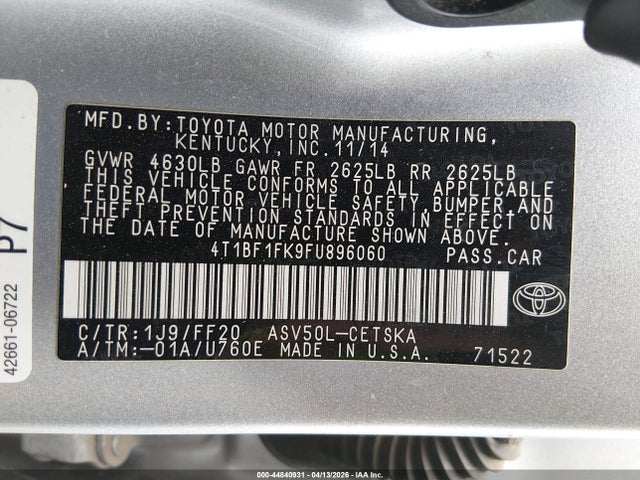 MFD.BY:TOYOTA MOTOR MANUFACTURING,
KENTUCKY,INC. 11/14
GVWR 4630LB GAWR FR 2625LB RR 2625LB
THIS VEHICLE CONFORMS TO ALL APPLICABLE
FEDERAL MOTOR VEHICLE SAFETY BUMPER AND
THEFT PREVENTION STANDARDS IN EFFECT ON
THE DATE OF MANUFACTURE SHOWN ABOVE.
4T1BF1FK9FU896060 PASS.CAR
C/TR:1J9/FF20 ASV50L-CETSKA
A/TM:-01A/U760E MADE IN U.S.A. 71522
P7
42661-06722
000-44840931 - 04/13/2026 - IAA Inc.